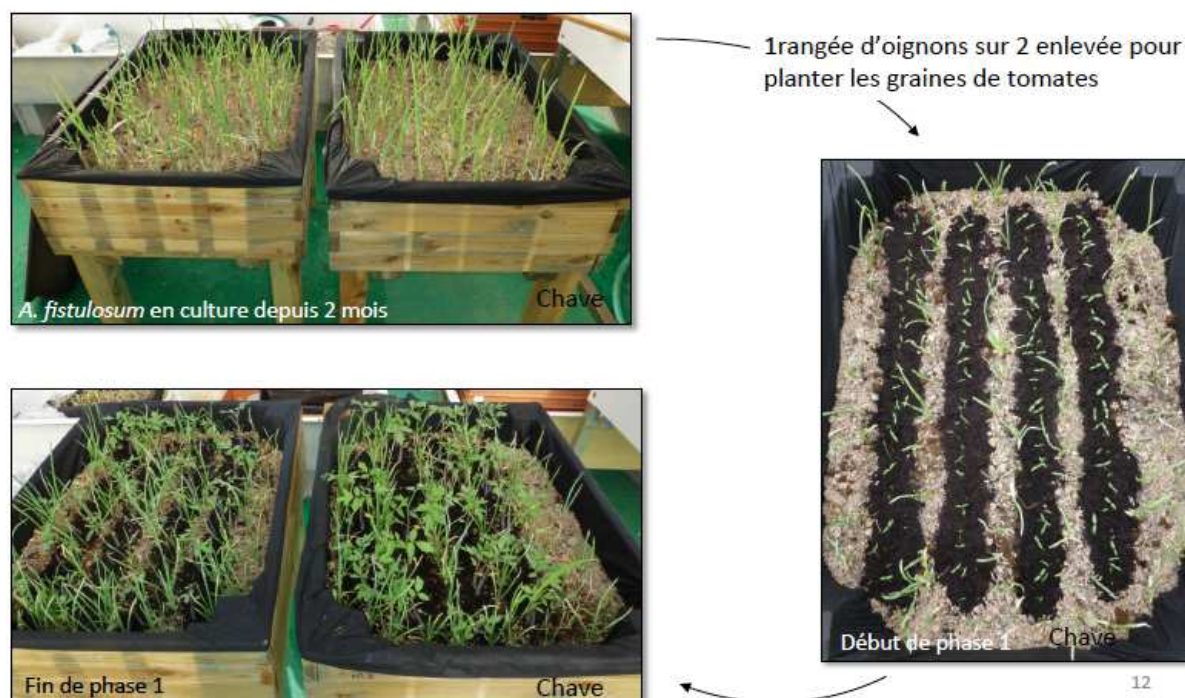 1rangée d'oignons sur 2 enlevée pour
planter les graines de tomates
A. fistulosum en culture depuis 2 mois
Chave
Début de phase 1
Chave
Fin de phase 1
Chave
12